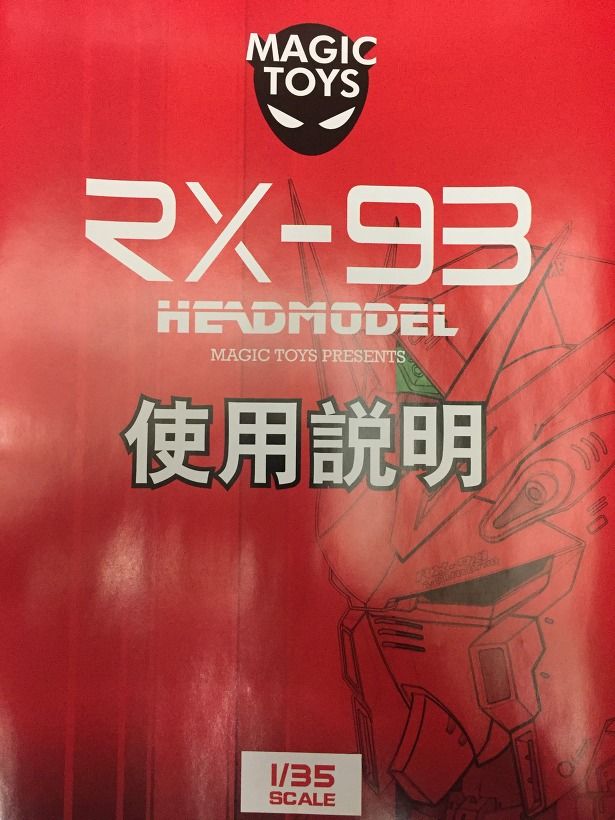 MAGIC
TOYS
RX-93
HEADMODEL
MAGIC TOYS PRESENTS
使用説明
1/35
SCALE